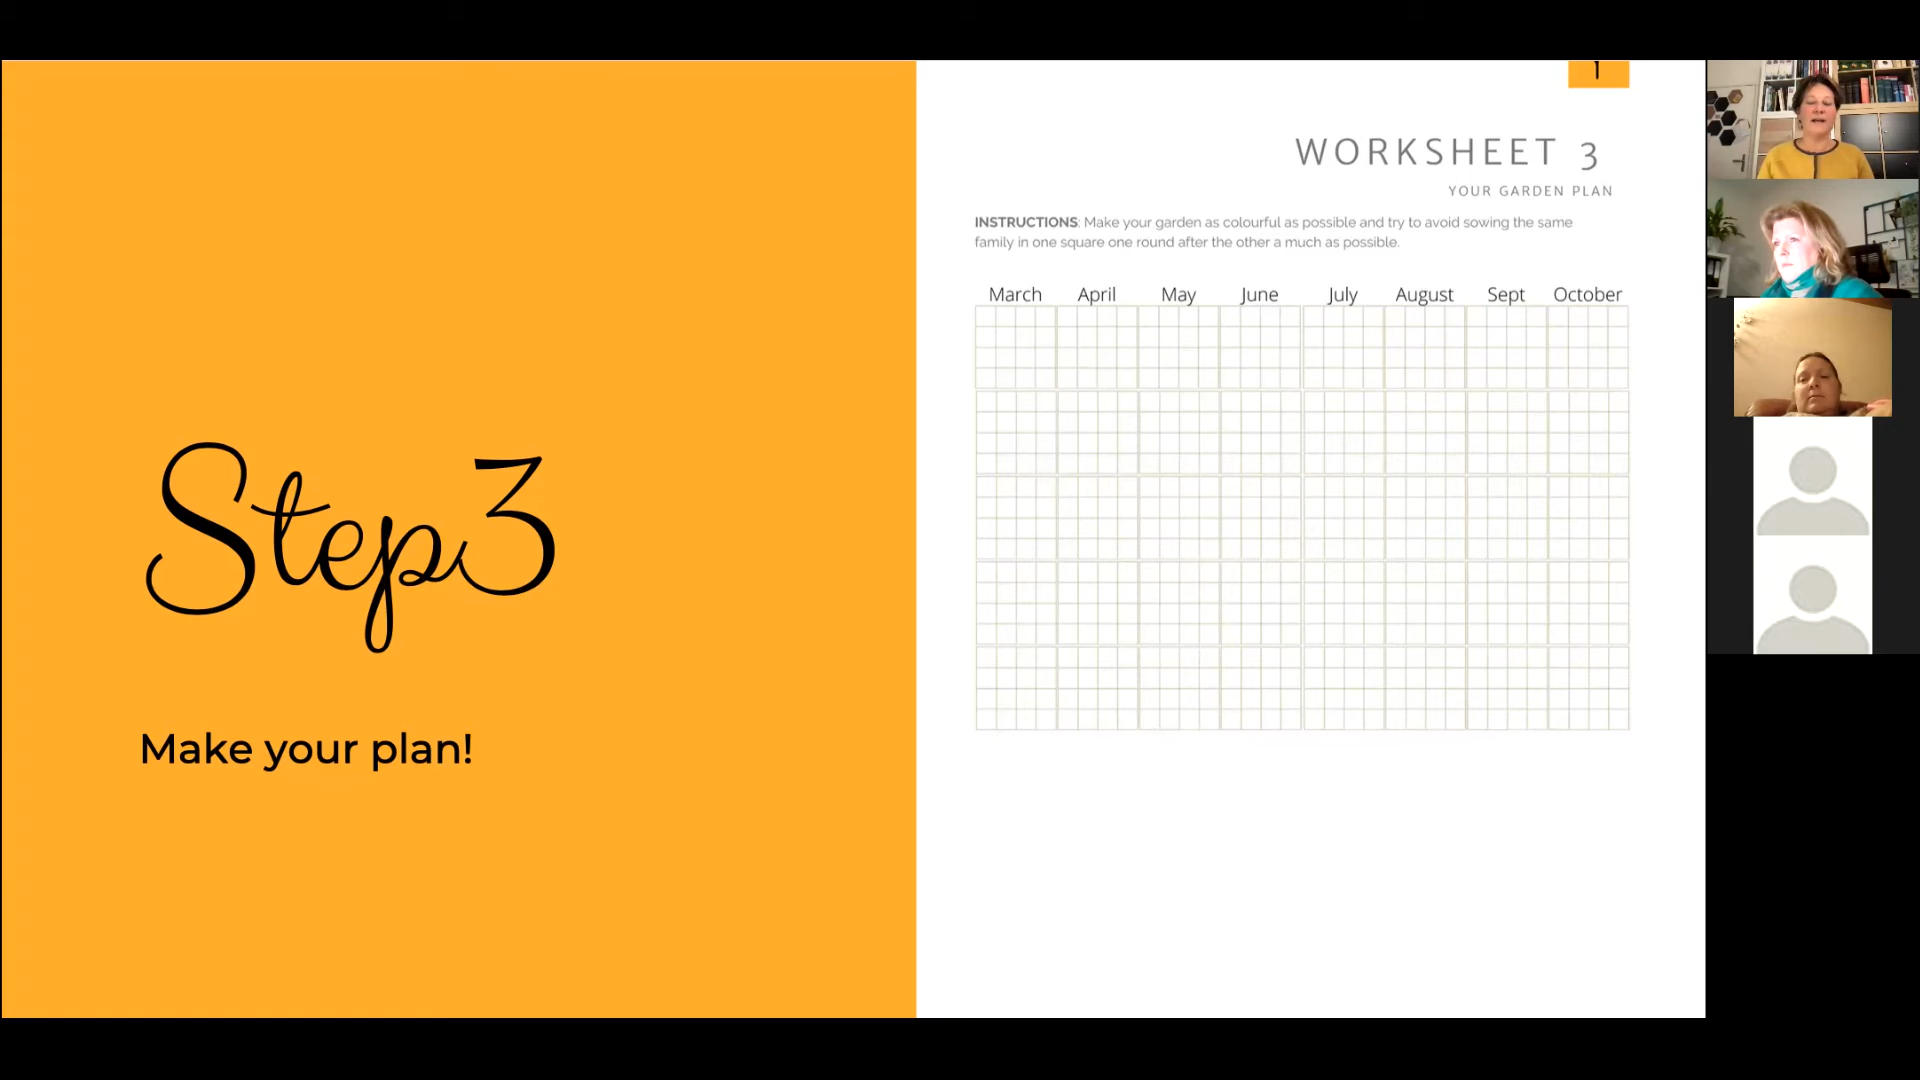 Step3
Make your plan!
1
WORKSHEET 3
YOUR GARDEN PLAN
INSTRUCTIONS: Make your garden as colourful as possible and try to avoid sowing the same
family in one square one round after the other a much as possible.
March April May June July August Sept October